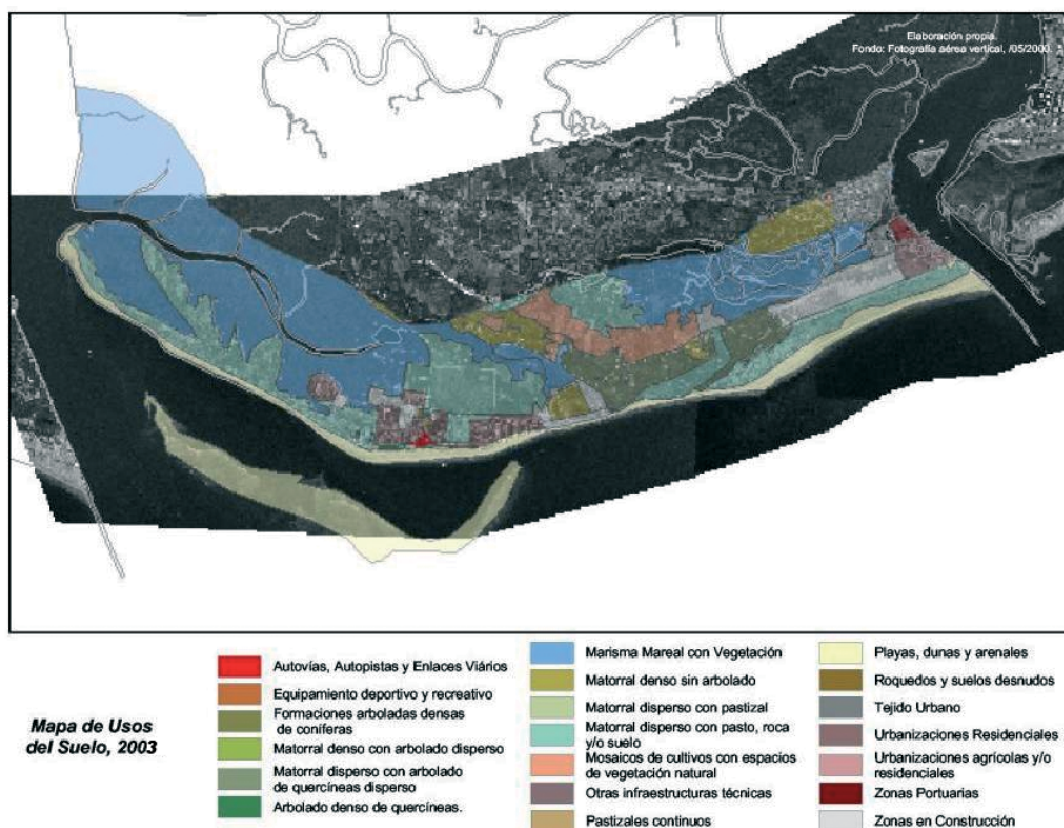 Elaboración propia.
Fondo: Fotografía aérea vertical, /05/2000.
Mapa de Usos
del Suelo, 2003
Autovías, Autopistas y Enlaces Viários
Equipamiento deportivo y recreativo
Formaciones arboladas densas
de coníferas
Matorral denso con arbolado disperso
Matorral disperso con arbolado
de quercíneas disperso
Arbolado denso de quercíneas.
Marisma Mareal con Vegetación
Matorral denso sin arbolado
Matorral disperso con pastizal
Matorral disperso con pasto, roca
y/o suelo
Mosaicos de cultivos con espacios
de vegetación natural
Otras infraestructuras técnicas
Pastizales continuos
Playas, dunas y arenales
Roquedos y suelos desnudos
Tejido Urbano
Urbanizaciones Residenciales
Urbanizaciones agrícolas y/o
residenciales
Zonas Portuarias
Zonas en Construcción